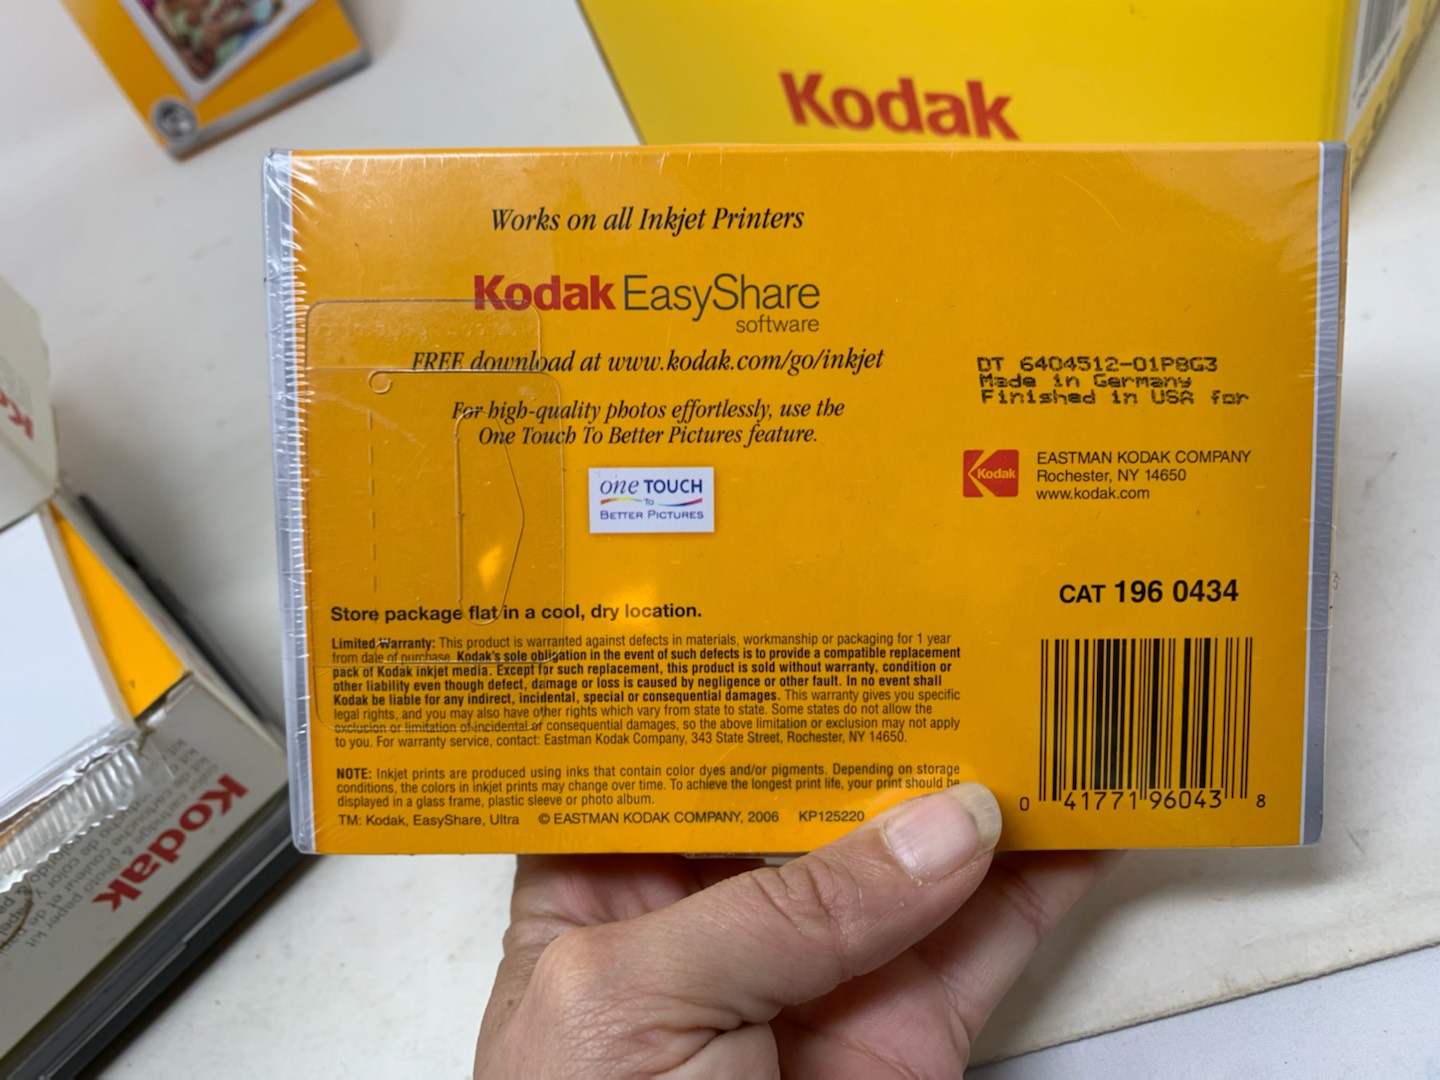 Kodak
Works on all Inkjet Printers
Kodak EasyShare
software
FREE download at www.kodak.com/go/inkjet
For high-quality photos effortlessly, use the
One Touch To Better Pictures feature.
one TOUCH
TO
BETTER PICTURES
DT 6404512-01P8G3
Made in Germany
Finished in USA for
Kodak
EASTMAN KODAK COMPANY
Rochester, NY 14650
www.kodak.com
CAT 196 0434
0 41771 96043 8
Store package flat in a cool, dry location.
Limited Warranty: This product is warranted against defects in materials, workmanship or packaging for 1 year
from date of purchase. Kodak's sole obligation in the event of such defects is to provide a compatible replacement
pack of Kodak inkjet media. Except for such replacement, this product is sold without warranty, condition or
other liability even though defect, damage or loss is caused by negligence or other fault. In no event shall
Kodak be liable for any indirect, incidental, special or consequential damages. This warranty gives you specific
legal rights, and you may also have other rights which vary from state to state. Some states do not allow the
exclusion or limitation of incidental or consequential damages, so the above limitation or exclusion may not apply
to you. For warranty service, contact: Eastman Kodak Company, 343 State Street, Rochester, NY 14650.
NOTE: Inkjet prints are produced using inks that contain color dyes and/or pigments. Depending on storage
conditions, the colors in inkjet prints may change over time. To achieve the longest print life, your print should be
displayed in a glass frame, plastic sleeve or photo album.
TM: Kodak, EasyShare, Ultra © EASTMAN KODAK COMPANY, 2006 KP125220
Kodak